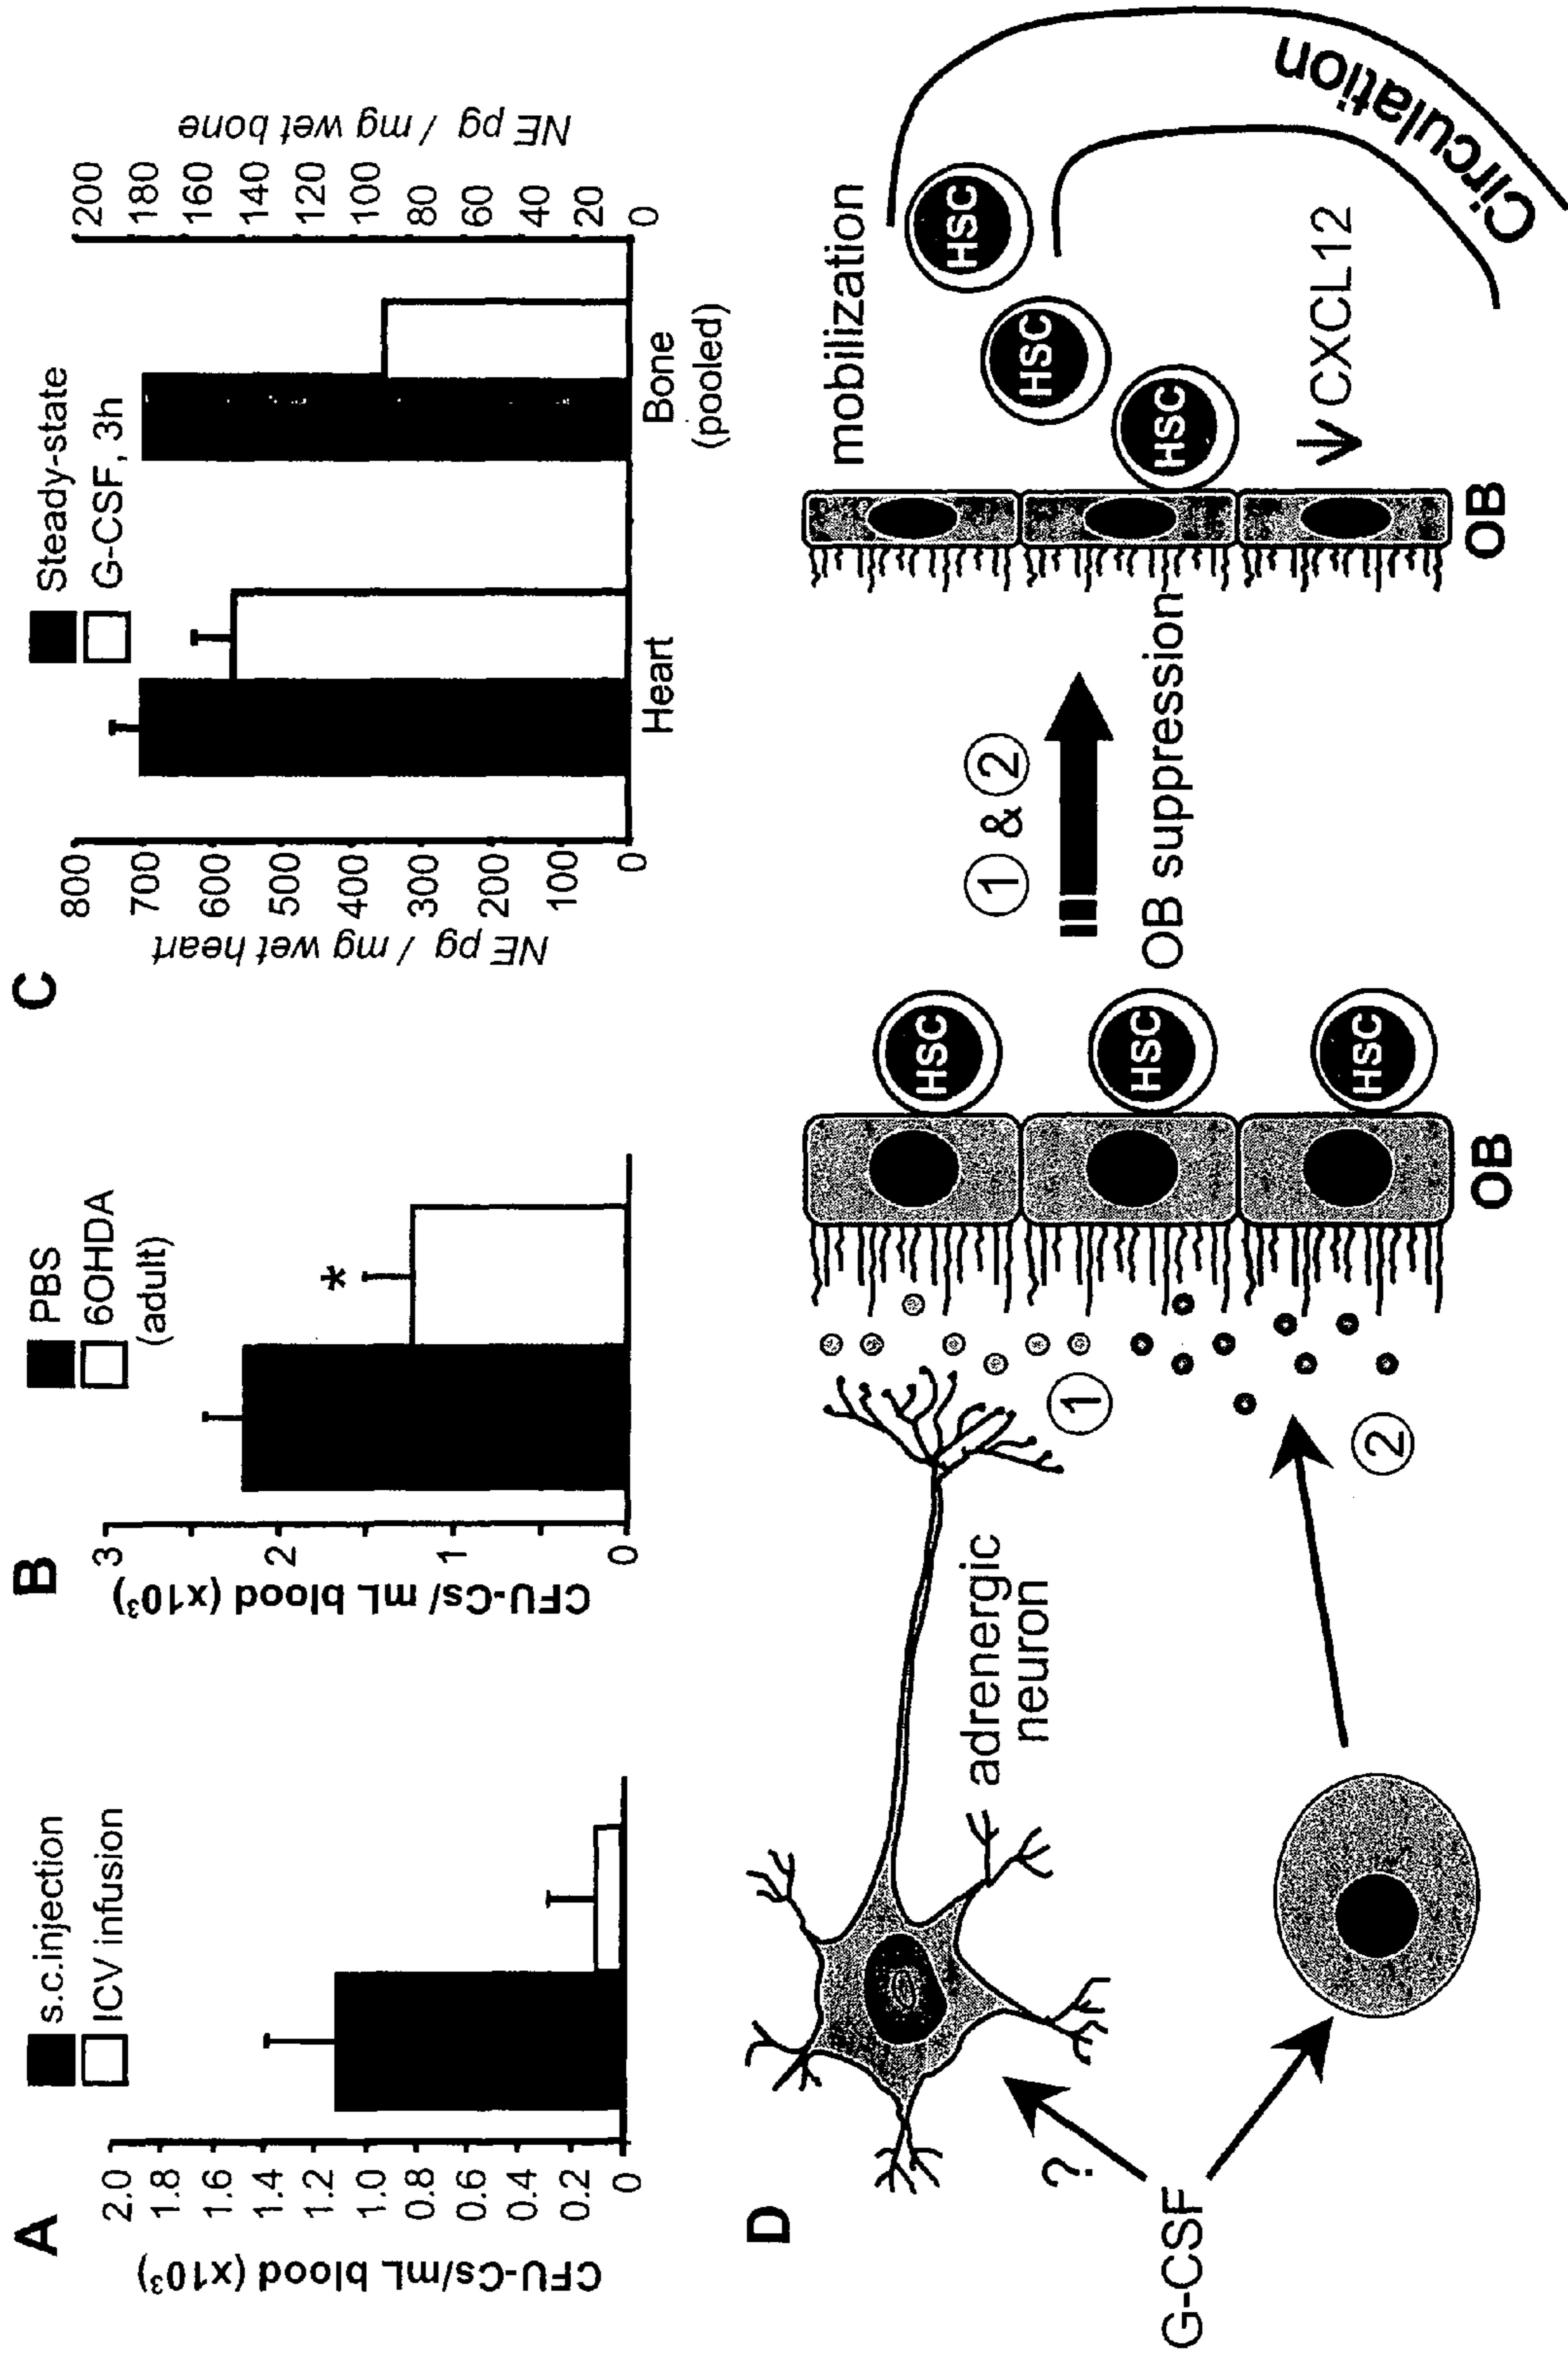 A
s.c.injection
ICV infusion
CFU-Cs/mL blood (x10³)
2.0
1.8
1.6
1.4
1.2
1.0
0.8
0.6
0.4
0.2
0
B
PBS
6OHDA
(adult)
CFU-Cs/ mL blood (x10³)
3
2
1
0
*
C
Steady-state
G-CSF, 3h
NE pg / mg wet heart
800
700
600
500
400
300
200
100
0
NE pg / mg wet bone
200
180
160
140
120
100
80
60
40
20
0
Heart
Bone
(pooled)
D
G-CSF
?
adrenergic
neuron
1
2
HSC
HSC
HSC
OB
1 & 2
OB suppression
mobilization
HSC
HSC
HSC
CXCL12
OB
Circulation